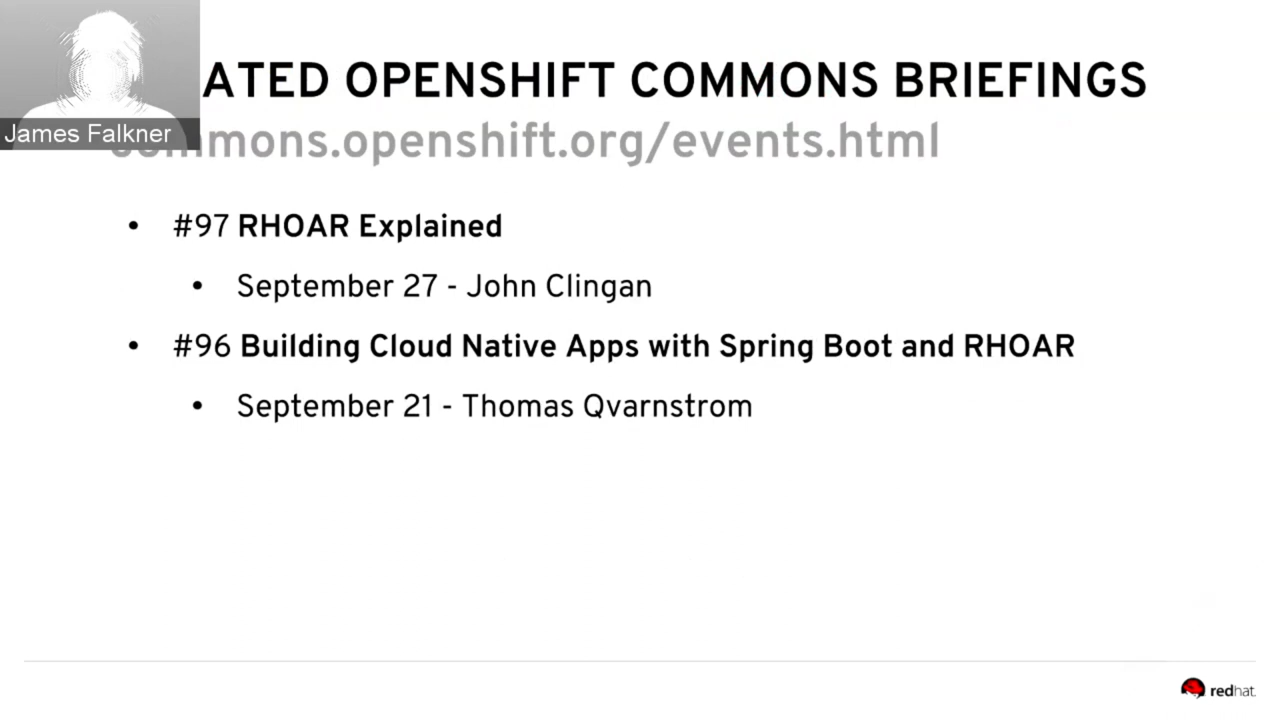 ATED OPENSHIFT COMMONS BRIEFINGS
James Falkner
commons.openshift.org/events.html
• #97 RHOAR Explained
• September 27 - John Clingan
• #96 Building Cloud Native Apps with Spring Boot and RHOAR
• September 21 - Thomas Qvarnstrom
redhat.